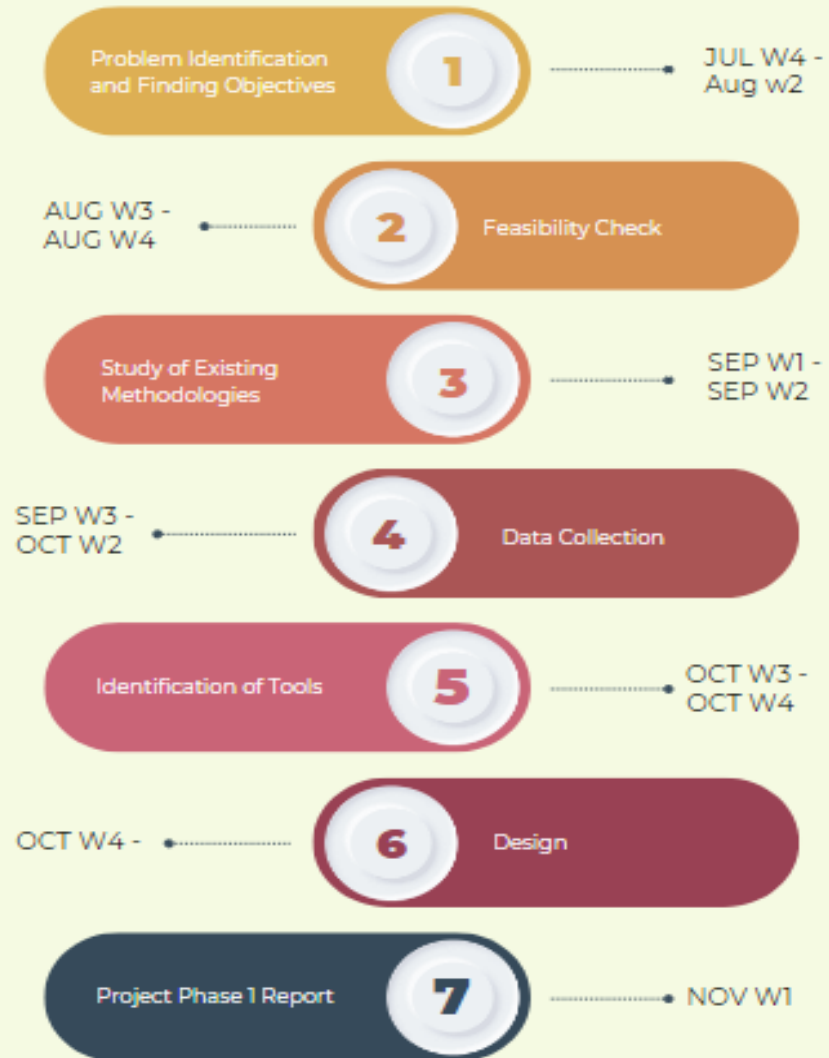 Problem Identification
and Finding Objectives
1
JUL W4 -
Aug w2
AUG W3 -
AUG W4
2
Feasibility Check
Study of Existing
Methodologies
3
SEP W1 -
SEP W2
SEP W3 -
OCT W2
4
Data Collection
Identification of Tools
5
OCT W3 -
OCT W4
OCT W4 -
6
Design
Project Phase 1 Report
7
NOV W1